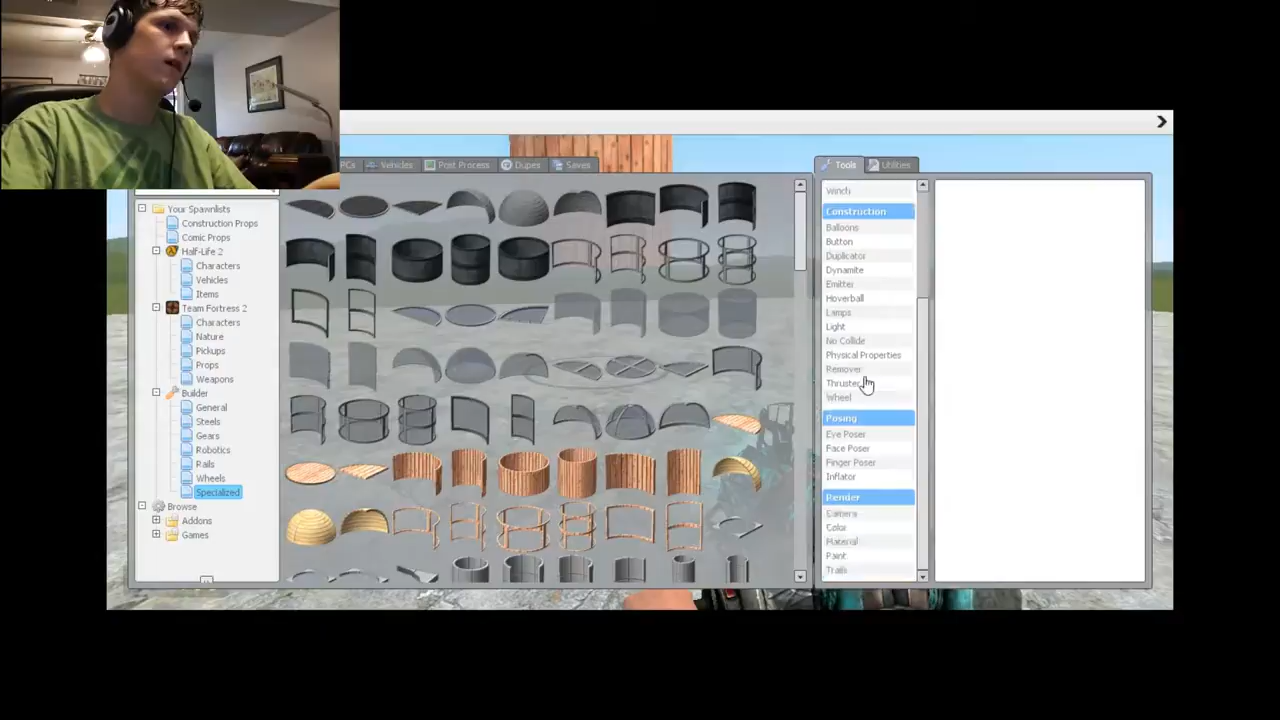 PCs
Vehicles
Post Process
Dupes
Saves
Tools
Utilities
Your Spawnlists
Construction Props
Comic Props
Half-Life 2
Characters
Vehicles
Items
Team Fortress 2
Characters
Nature
Pickups
Props
Weapons
Builder
General
Steels
Gears
Robotics
Rails
Wheels
Specialized
Browse
Addons
Games
Winch
Construction
Balloons
Button
Duplicator
Dynamite
Emitter
Hoverball
Lamps
Light
No Collide
Physical Properties
Remover
Thruster
Wheel
Posing
Eye Poser
Face Poser
Finger Poser
Inflator
Render
Camera
Color
Material
Paint
Trails